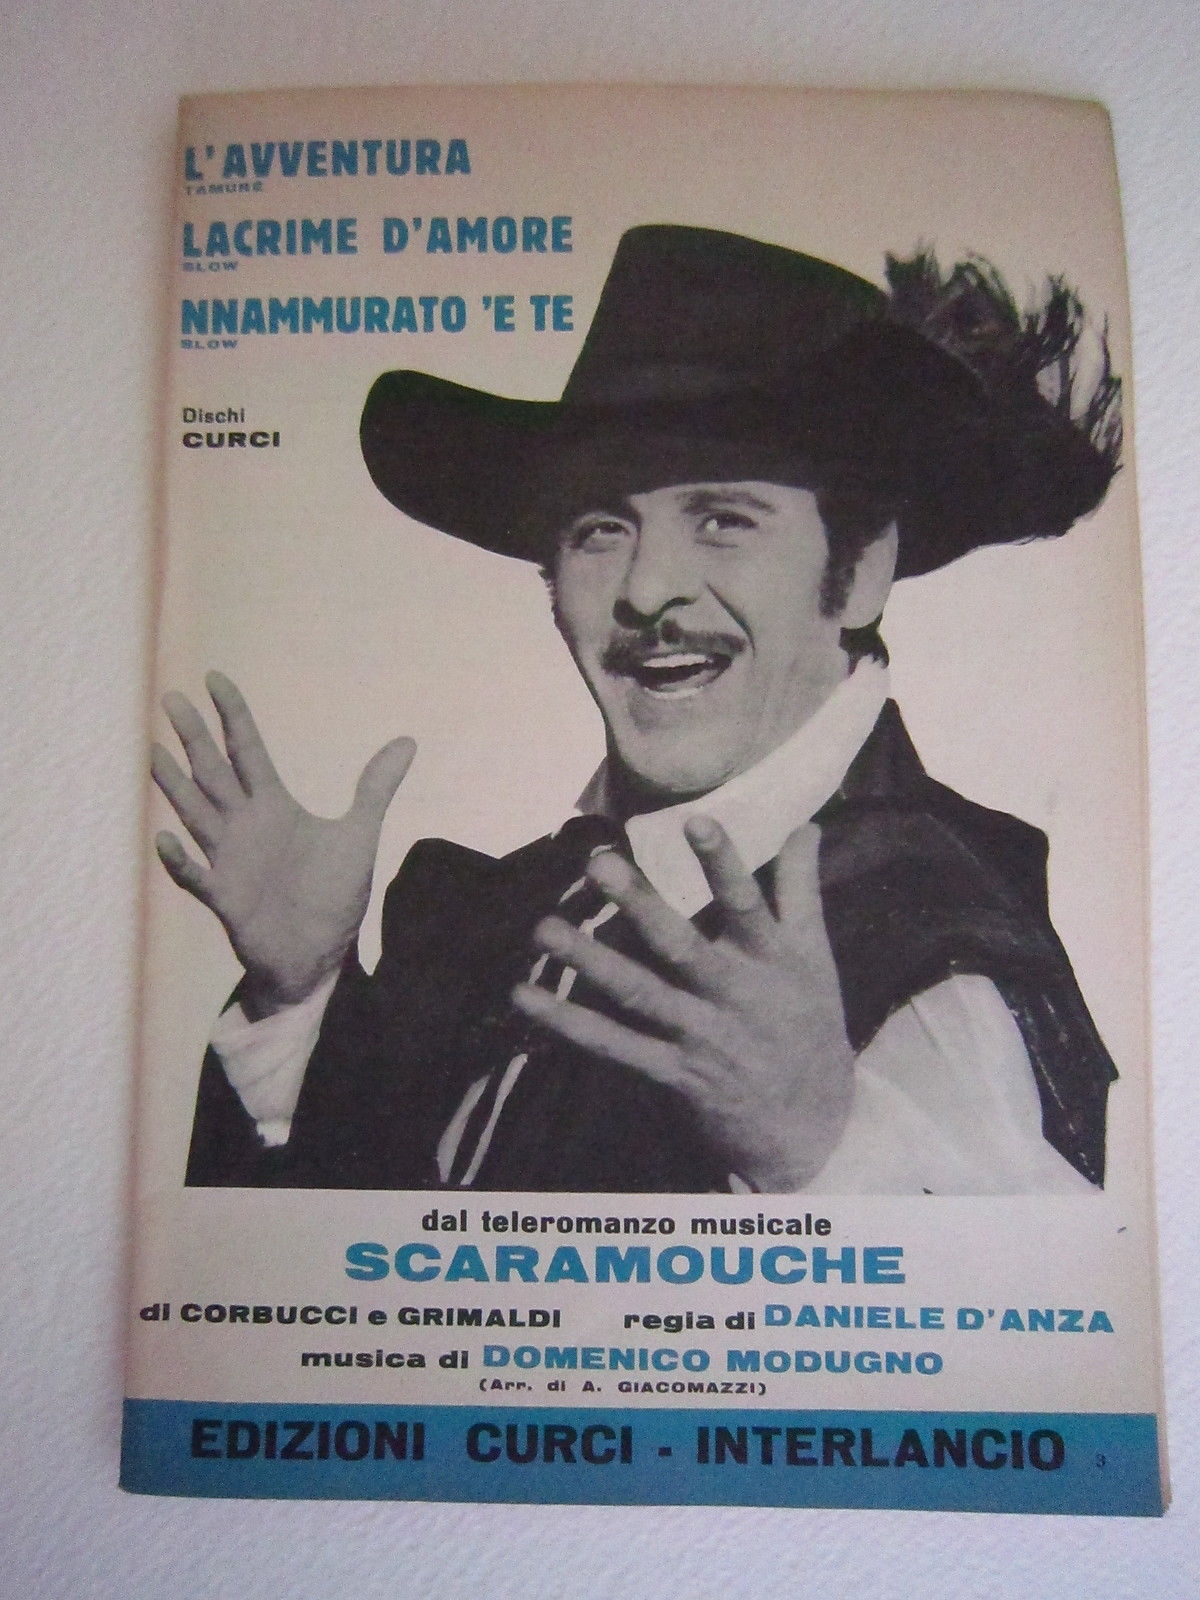 L'AVVENTURA
TAMURÈ
LACRIME D'AMORE
SLOW
NNAMMURATO 'E TE
SLOW
Dischi
CURCI
dal teleromanzo musicale
SCARAMOUCHE
di CORBUCCI e GRIMALDI regia di DANIELE D'ANZA
musica di DOMENICO MODUGNO
(Arr. di A. GIACOMAZZI)
EDIZIONI CURCI - INTERLANCIO 3